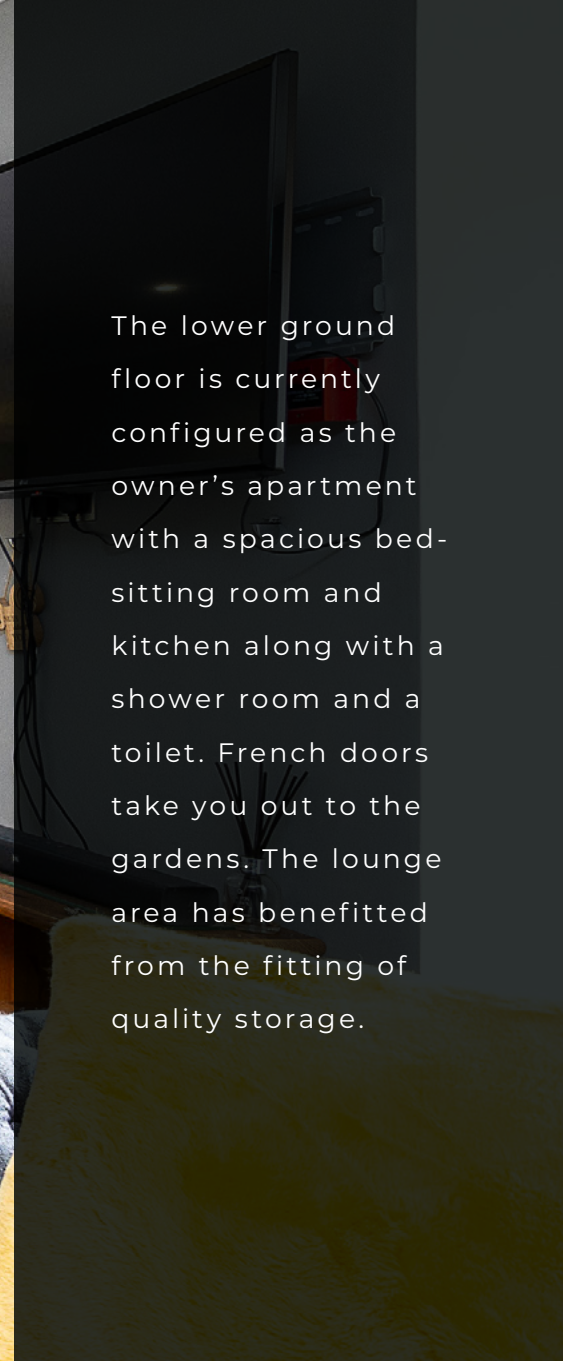 The lower ground
floor is currently
configured as the
owner’s apartment
with a spacious bed-
sitting room and
kitchen along with a
shower room and a
toilet. French doors
take you out to the
gardens. The lounge
area has benefitted
from the fitting of
quality storage.